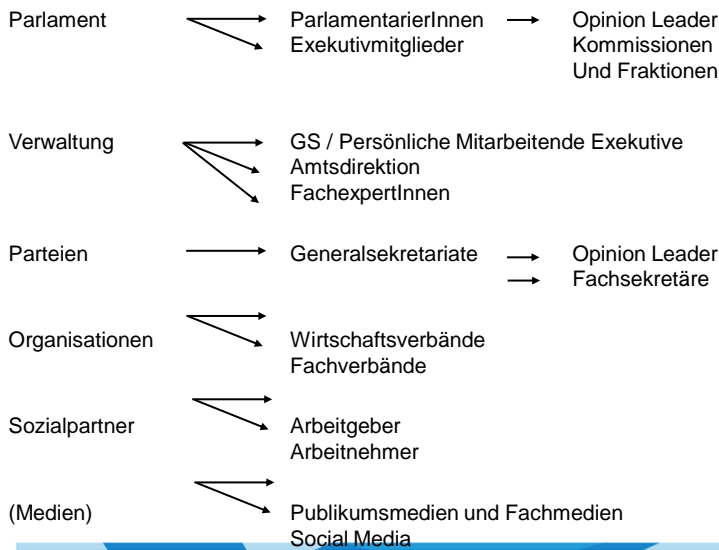 Parlament ParlamentarierInnen Opinion Leader
Exekutivmitglieder Kommissionen
Und Fraktionen
Verwaltung GS / Persönliche Mitarbeitende Exekutive
Amtsdirektion
FachexpertInnen
Parteien Generalsekretariate Opinion Leader
Fachsekretäre
Organisationen Wirtschaftsverbände
Fachverbände
Sozialpartner Arbeitgeber
Arbeitnehmer
(Medien) Publikumsmedien und Fachmedien
Social Media